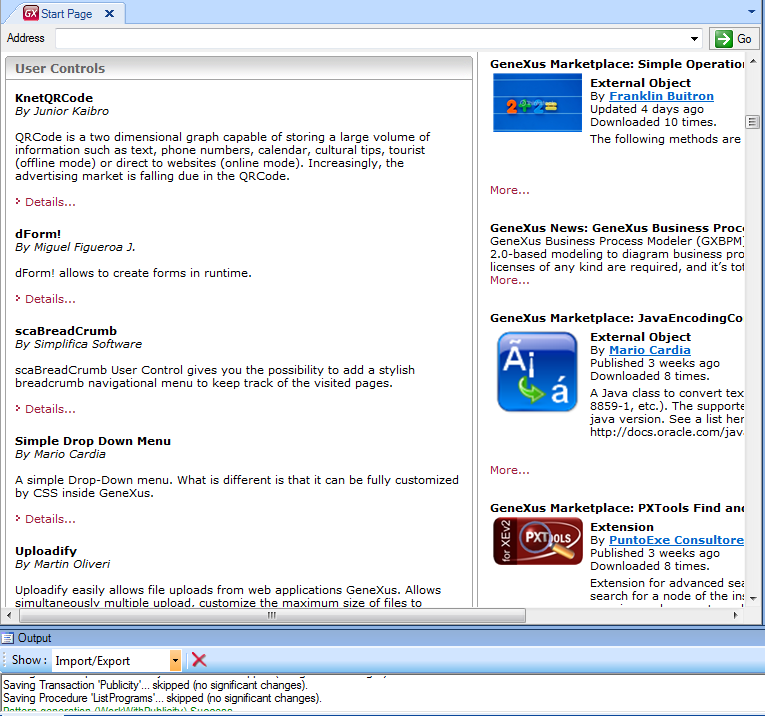 GX Start Page
Address
Go
User Controls
KnetQRCode
By Junior Kaibro
QRCode is a two dimensional graph capable of storing a large volume of
information such as text, phone numbers, calendar, cultural tips, tourist
(offline mode) or direct to websites (online mode). Increasingly, the
advertising market is falling due in the QRCode.
Details...
dForm!
By Miguel Figueroa J.
dForm! allows to create forms in runtime.
Details...
scaBreadCrumb
By Simplifica Software
scaBreadCrumb User Control gives you the possibility to add a stylish
breadcrumb navigational menu to keep track of the visited pages.
Details...
Simple Drop Down Menu
By Mario Cardia
A simple Drop-Down menu. What is different is that it can be fully customized
by CSS inside GeneXus.
Details...
Uploadify
By Martin Oliveri
Uploadify easily allows file uploads from web applications GeneXus. Allows
simultaneously multiple upload, customize the maximum size of files to
GeneXus Marketplace: Simple Operatio
2+2=
External Object
By Franklin Buitron
Updated 4 days ago
Downloaded 10 times.
The following methods are
More...
GeneXus News: GeneXus Business Proc
GeneXus Business Process Modeler (GXBPM)
2.0-based modeling to diagram business pro
licenses of any kind are required, and it's tot
More...
GeneXus Marketplace: JavaEncodingCo
Ã¡
á
External Object
By Mario Cardia
Published 3 weeks ago
Downloaded 8 times.
A Java class to convert tex
8859-1, etc.). The supporte
java version. See a list her
http://docs.oracle.com/jav
More...
GeneXus Marketplace: PXTools Find and
for XEv2
PXTOOLS
Extension
By PuntoExe Consultore
Published 3 weeks ago
Downloaded 8 times.
Extension for advanced sea
search for a node of the ins
Output
Show: Import/Export
Saving Transaction 'Publicity'... skipped (no significant changes).
Saving Procedure 'ListPrograms'... skipped (no significant changes).
Pattern generation (WorkWithPublicity) Success